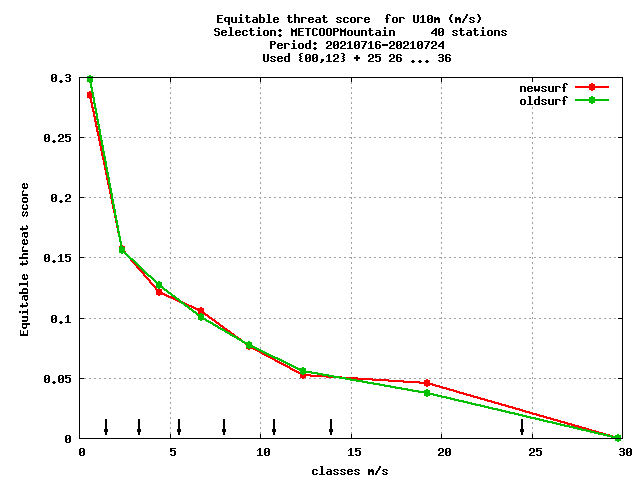 Equitable threat score  for U10m (m/s)
Selection: METCOOPMountain     40 stations
Period: 20210716-20210724
Used {00,12} + 25 26 ... 36
newsurf
oldsurf
0.3
0.25
0.2
0.15
0.1
0.05
0
Equitable threat score
0 5 10 15 20 25 30
classes m/s